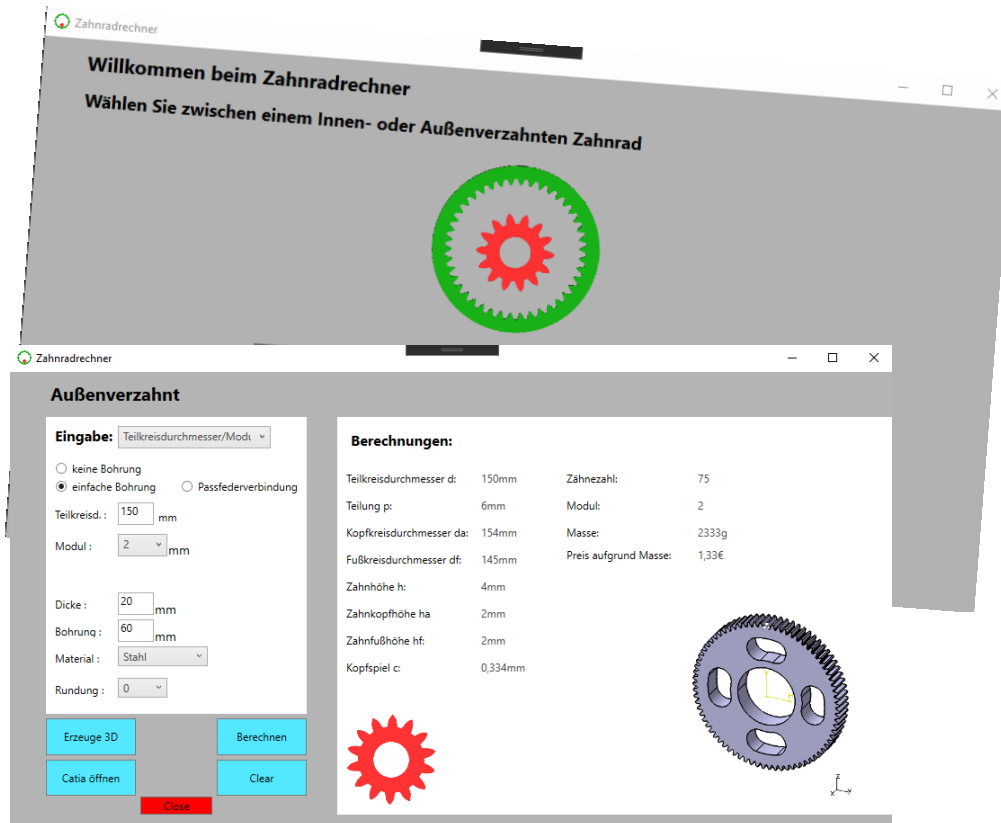 Zahnradrechner
Willkommen beim Zahnradrechner
Wählen Sie zwischen einem Innen- oder Außenverzahnten Zahnrad
Zahnradrechner
Außenverzahnt
Eingabe: Teilkreisdurchmesser/Modu
keine Bohrung
einfache Bohrung Passfederverbindung
Teilkreisd. : 150 mm
Modul : 2 mm
Dicke : 20 mm
Bohrung : 60 mm
Material : Stahl
Rundung : 0
Erzeuge 3D Berechnen
Catia öffnen Clear
Close
Berechnungen:
Teilkreisdurchmesser d: 150mm Zähnezahl: 75
Teilung p: 6mm Modul: 2
Kopfkreisdurchmesser da: 154mm Masse: 2333g
Fußkreisdurchmesser df: 145mm Preis aufgrund Masse: 1,33€
Zahnhöhe h: 4mm
Zahnkopfhöhe ha 2mm
Zahnfußhöhe hf: 2mm
Kopfspiel c: 0,334mm
z
x y